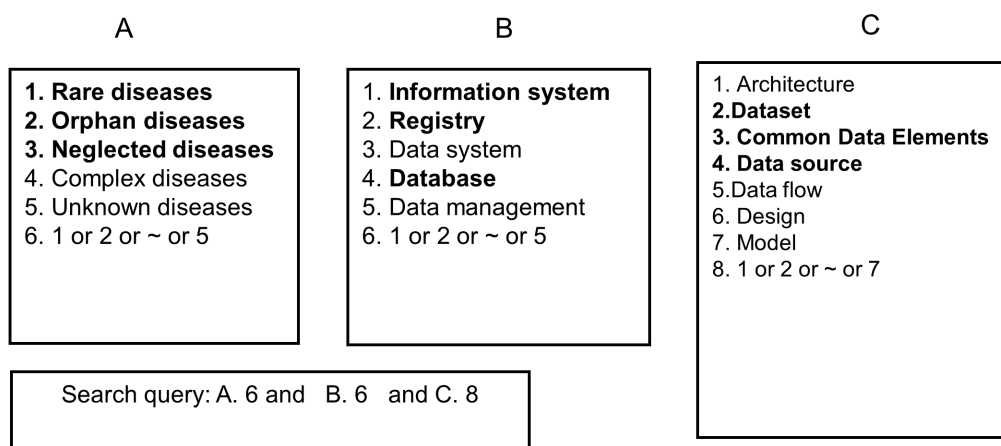 A
1. Rare diseases
2. Orphan diseases
3. Neglected diseases
4. Complex diseases
5. Unknown diseases
6. 1 or 2 or ~ or 5
B
1. Information system
2. Registry
3. Data system
4. Database
5. Data management
6. 1 or 2 or ~ or 5
C
1. Architecture
2.Dataset
3. Common Data Elements
4. Data source
5.Data flow
6. Design
7. Model
8. 1 or 2 or ~ or 7
Search query: A. 6 and B. 6 and C. 8